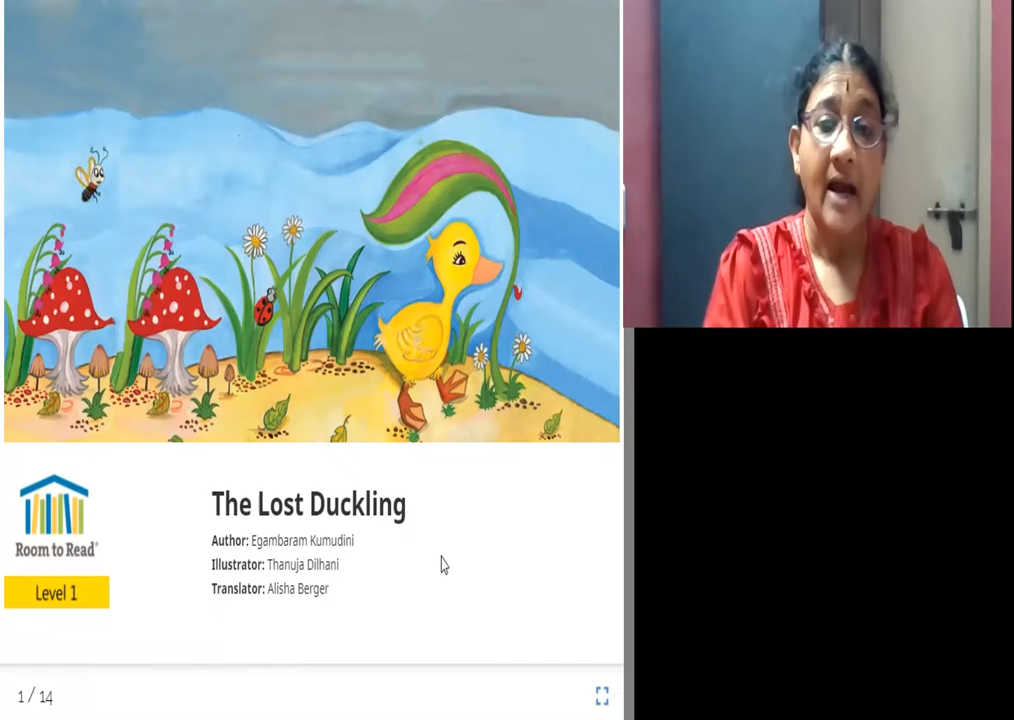 The Lost Duckling
Author: Egambaram Kumudini
Illustrator: Thanuja Dilhani
Translator: Alisha Berger
Room to Read®
Level 1
1 / 14